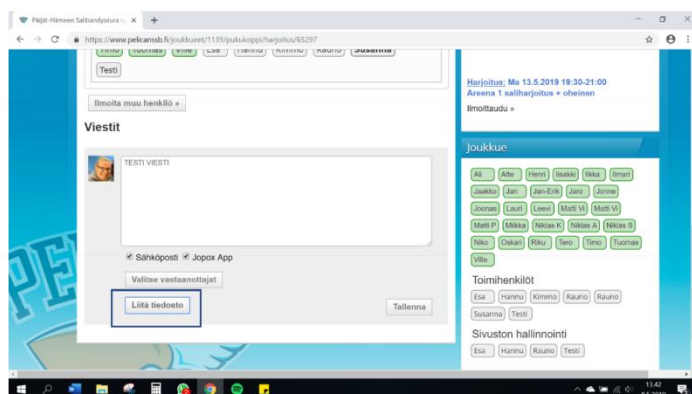 Päijät-Hämeen Salibandyseura ry
https://www.pelicanssb.fi/joukkueet/1139/pukukoppi/harjoitus/65297
Timo Tuomas Ville Esa Hannu Kimmo Rauno Susanna
Testi
Ilmoita muu henkilö »
Viestit
TESTI VIESTI
Sähköposti Jopox App
Valitse vastaanottajat
Liitä tiedosto
Tallenna
Harjoitus: Ma 13.5.2019 19:30-21:00
Areena 1 saliharjoitus + oheinen
Ilmoittaudu »
Joukkue
Ali Atte Henri Iisakki Ilkka Ilmari
Jaakko Jan Jan-Erik Jaro Jonne
Joonas Lauri Leevi Matti Vi Matti Vi
Matti P Miikka Niklas K Niklas A Niklas S
Niko Oskari Riku Tero Timo Tuomas
Ville
Toimihenkilöt
Esa Hannu Kimmo Rauno Rauno
Susanna Testi
Sivuston hallinnointi
Esa Hannu Rauno Testi
PE
13.42